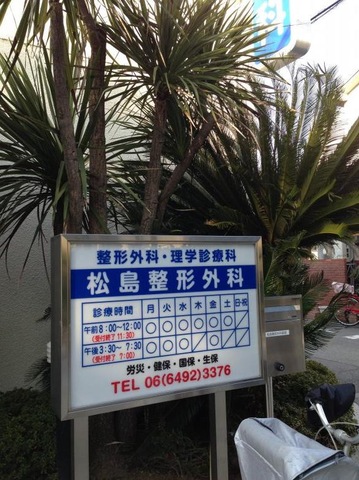 整形外科・理学診療科
松島整形外科
診療時間 月 火 水 木 金 土 日・祝
午前8:00〜12:00 ○ ○ ○ ○ ○ ○
(受付終了 11:30)
午後3:30〜 7:30 ○ ○ ○ ／ ○ ／
(受付終了 7:00)
労災・健保・国保・生保
TEL 06(6492)3376